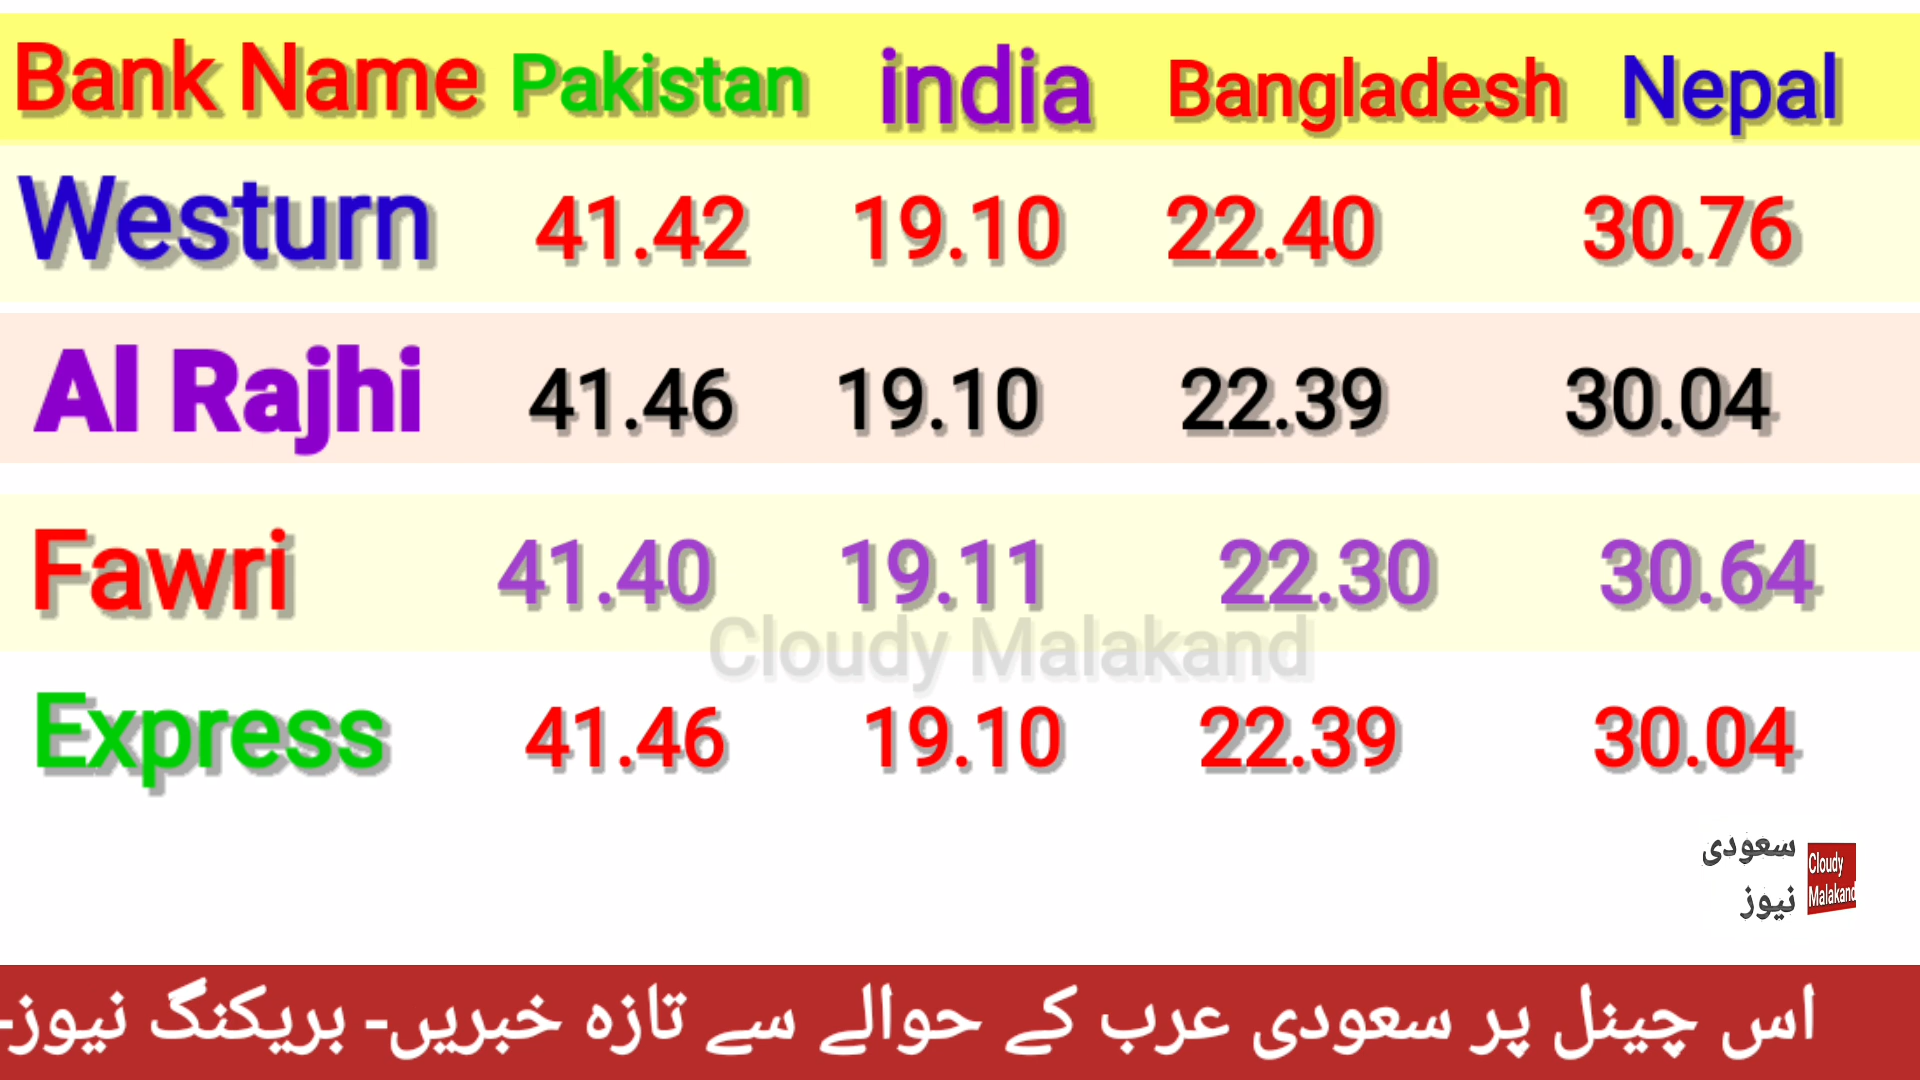 Bank Name Pakistan india Bangladesh Nepal
Westurn 41.42 19.10 22.40 30.76
Al Rajhi 41.46 19.10 22.39 30.04
Fawri 41.40 19.11 22.30 30.64
Cloudy Malakand
Express 41.46 19.10 22.39 30.04
سعودی
نیوز
Cloudy
Malakand
اس چینل پر سعودی عرب کے حوالے سے تازہ خبریں- بریکنگ نیوز-